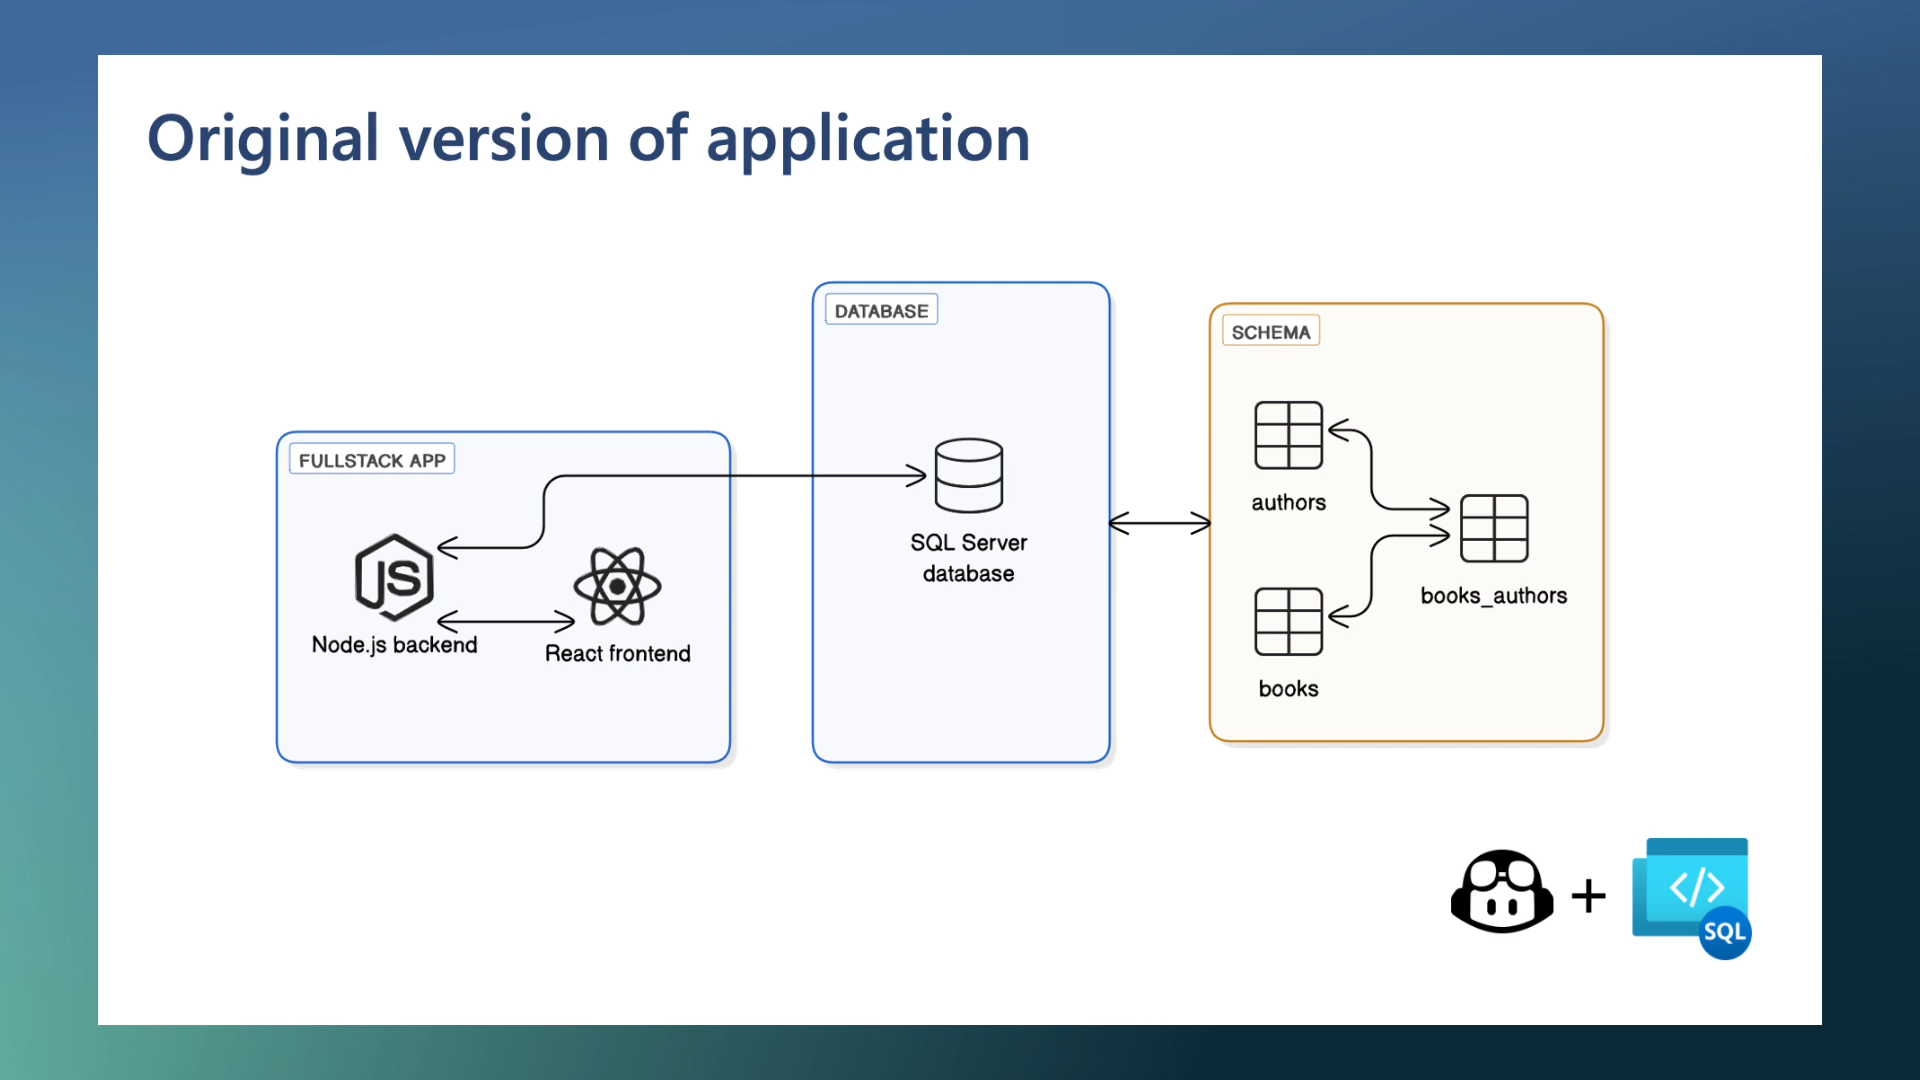 Original version of application
FULLSTACK APP
JS
Node.js backend
React frontend
DATABASE
SQL Server
database
SCHEMA
authors
books
books_authors
+
</>
SQL